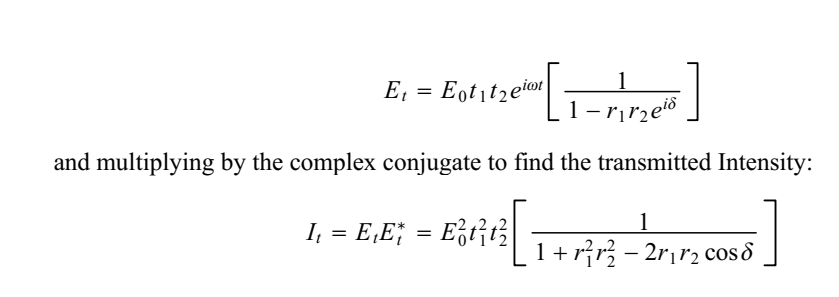 E_t = E_0 t_1 t_2 e^{iωt} [ 1 / (1 − r_1 r_2 e^{iδ}) ]
and multiplying by the complex conjugate to find the transmitted Intensity:
I_t = E_t E_t^* = E_0^2 t_1^2 t_2^2 [ 1 / (1 + r_1^2 r_2^2 − 2r_1 r_2 cos δ) ]